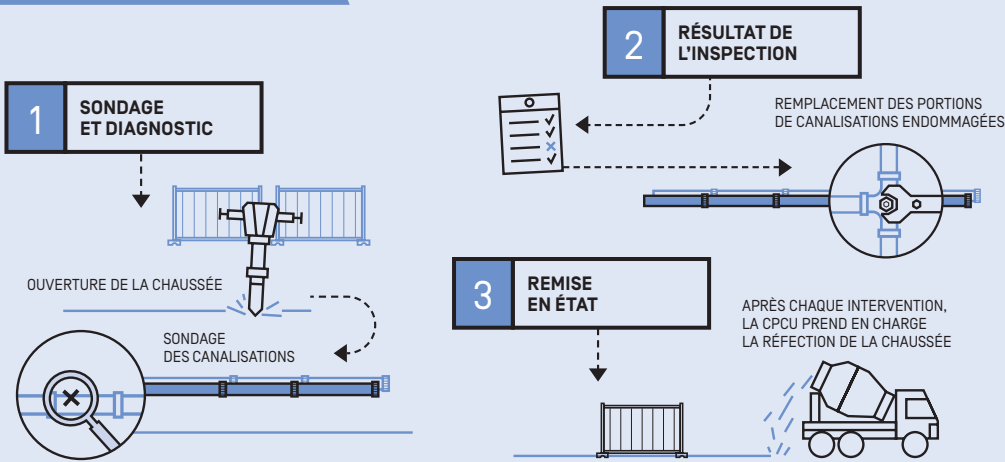 1
SONDAGE
ET DIAGNOSTIC
OUVERTURE DE LA CHAUSSÉE
SONDAGE
DES CANALISATIONS
2
RÉSULTAT DE
L'INSPECTION
REMPLACEMENT DES PORTIONS
DE CANALISATIONS ENDOMMAGÉES
3
REMISE
EN ÉTAT
APRÈS CHAQUE INTERVENTION,
LA CPCU PREND EN CHARGE
LA RÉFECTION DE LA CHAUSSÉE